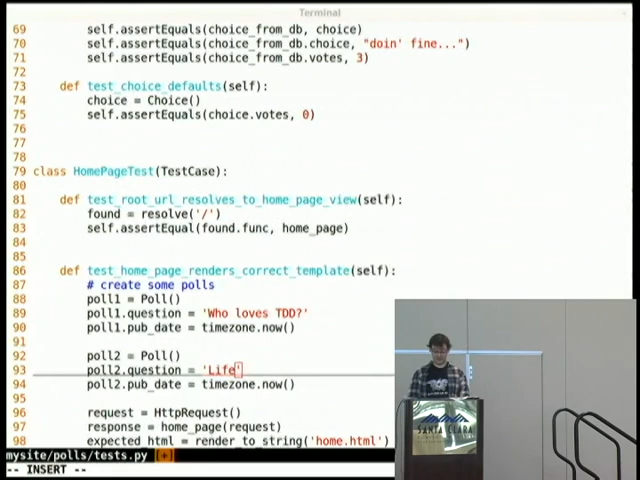 Terminal
69 self.assertEquals(choice_from_db, choice)
70 self.assertEquals(choice_from_db.choice, "doin' fine...")
71 self.assertEquals(choice_from_db.votes, 3)
72
73 def test_choice_defaults(self):
74 choice = Choice()
75 self.assertEquals(choice.votes, 0)
76
77
78
79 class HomePageTest(TestCase):
80
81 def test_root_url_resolves_to_home_page_view(self):
82 found = resolve('/')
83 self.assertEqual(found.func, home_page)
84
85
86 def test_home_page_renders_correct_template(self):
87 # create some polls
88 poll1 = Poll()
89 poll1.question = 'Who loves TDD?'
90 poll1.pub_date = timezone.now()
91
92 poll2 = Poll()
93 poll2.question = 'Life'
94 poll2.pub_date = timezone.now()
95
96 request = HttpRequest()
97 response = home_page(request)
98 expected_html = render_to_string('home.html')
mysite/polls/tests.py [+]
-- INSERT --
SANTA CLARA